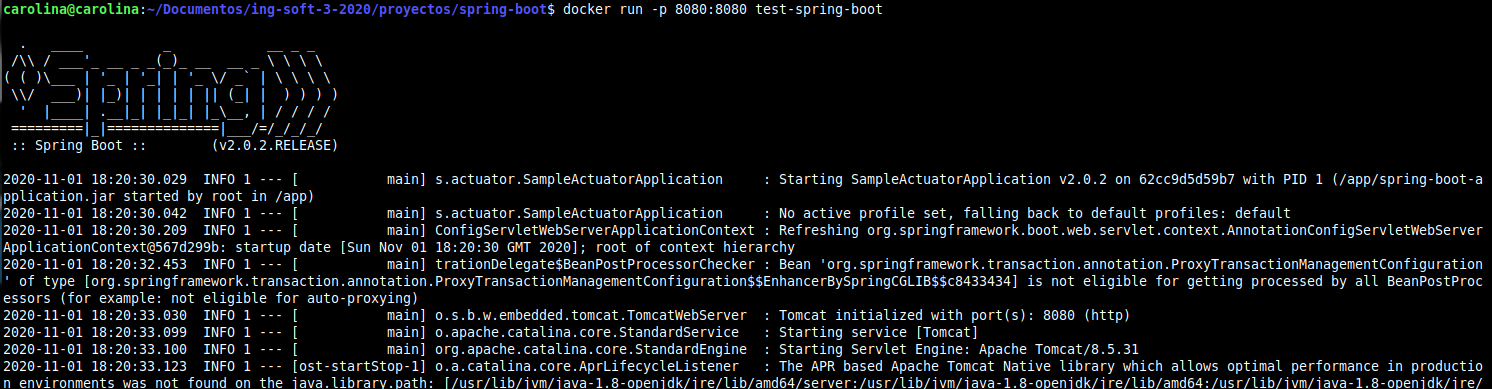 carolina@carolina:~/Documentos/ing-soft-3-2020/proyectos/spring-boot$ docker run -p 8080:8080 test-spring-boot
  .   ____          _            __ _ _
 /\\ / ___'_ __ _ _(_)_ __  __ _ \ \ \ \
( ( )\___ | '_ | '_| | '_ \/ _` | \ \ \ \
 \\/  ___)| |_)| | | | | || (_| |  ) ) ) )
  '  |____| .__|_| |_|_| |_\__, | / / / /
 =========|_|==============|___/=/_/_/_/
 :: Spring Boot ::        (v2.0.2.RELEASE)
2020-11-01 18:20:30.029  INFO 1 --- [           main] s.actuator.SampleActuatorApplication     : Starting SampleActuatorApplication v2.0.2 on 62cc9d5d59b7 with PID 1 (/app/spring-boot-a
pplication.jar started by root in /app)
2020-11-01 18:20:30.042  INFO 1 --- [           main] s.actuator.SampleActuatorApplication     : No active profile set, falling back to default profiles: default
2020-11-01 18:20:30.209  INFO 1 --- [           main] ConfigServletWebServerApplicationContext : Refreshing org.springframework.boot.web.servlet.context.AnnotationConfigServletWebServer
ApplicationContext@567d299b: startup date [Sun Nov 01 18:20:30 GMT 2020]; root of context hierarchy
2020-11-01 18:20:32.453  INFO 1 --- [           main] trationDelegate$BeanPostProcessorChecker : Bean 'org.springframework.transaction.annotation.ProxyTransactionManagementConfiguration
' of type [org.springframework.transaction.annotation.ProxyTransactionManagementConfiguration$$EnhancerBySpringCGLIB$$c8433434] is not eligible for getting processed by all BeanPostProc
essors (for example: not eligible for auto-proxying)
2020-11-01 18:20:33.030  INFO 1 --- [           main] o.s.b.w.embedded.tomcat.TomcatWebServer  : Tomcat initialized with port(s): 8080 (http)
2020-11-01 18:20:33.099  INFO 1 --- [           main] o.apache.catalina.core.StandardService   : Starting service [Tomcat]
2020-11-01 18:20:33.100  INFO 1 --- [           main] org.apache.catalina.core.StandardEngine  : Starting Servlet Engine: Apache Tomcat/8.5.31
2020-11-01 18:20:33.123  INFO 1 --- [ost-startStop-1] o.a.catalina.core.AprLifecycleListener   : The APR based Apache Tomcat Native library which allows optimal performance in productio
n environments was not found on the java.library.path: [/usr/lib/jvm/java-1.8-openjdk/jre/lib/amd64/server:/usr/lib/jvm/java-1.8-openjdk/jre/lib/amd64:/usr/lib/jvm/java-1.8-openjdk/jre/